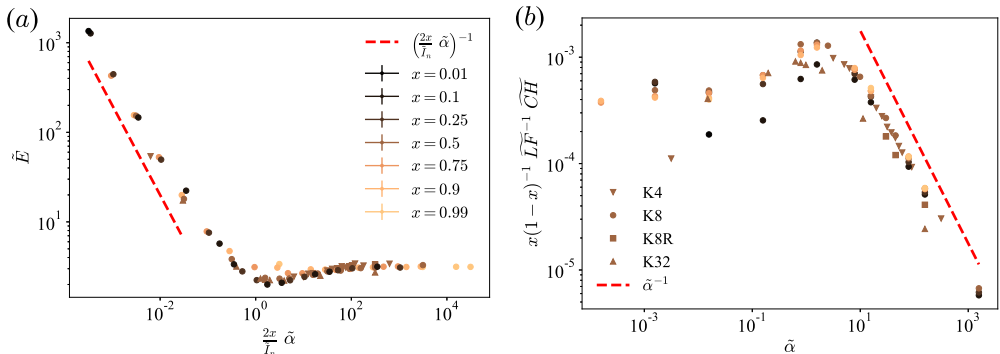 (a)
10^3
10^2
10^1
Ẽ
10^-2
10^0
10^2
10^4
2x/Ĩ_n α̃
(2x/Ĩ_n α̃)^-1
x = 0.01
x = 0.1
x = 0.25
x = 0.5
x = 0.75
x = 0.9
x = 0.99
(b)
10^-3
10^-4
10^-5
x(1 − x)^-1 L̃F^-1 C̃H
10^-3
10^-1
10^1
10^3
α̃
K4
K8
K8R
K32
α̃^-1